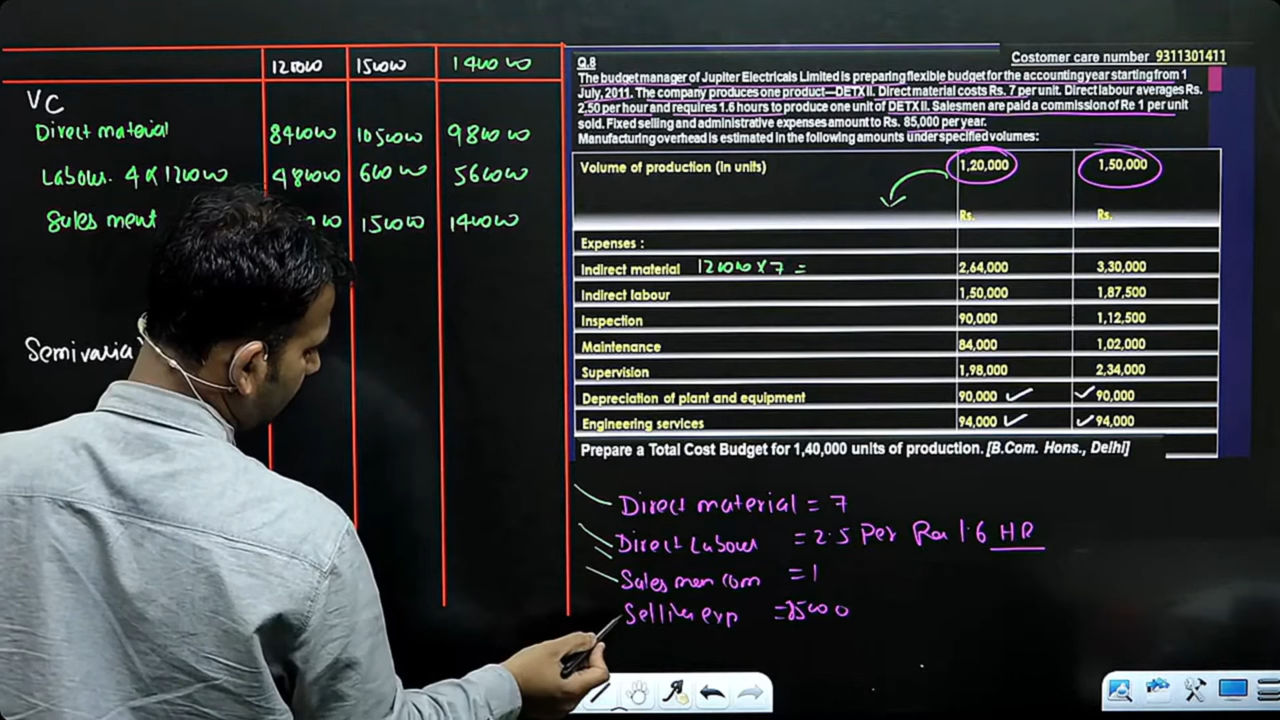 120000 150000 140000
VC
Direct material 840000 1050000 980000
Labour. 4 × 120000 480000 600000 560000
Sales ment 150000 140000
Semivaria
Costomer care number 9311301411
Q.8
The budget manager of Jupiter Electricals Limited is preparing flexible budget for the accounting year starting from 1
July, 2011. The company produces one product—DETX II. Direct material costs Rs. 7 per unit. Direct labour averages Rs.
2.50 per hour and requires 1.6 hours to produce one unit of DETX II. Salesmen are paid a commission of Re 1 per unit
sold. Fixed selling and administrative expenses amount to Rs. 85,000 per year.
Manufacturing overhead is estimated in the following amounts under specified volumes:
Volume of production (in units) 1,20,000 1,50,000
Rs. Rs.
Expenses :
Indirect material 120000 × 7 = 2,64,000 3,30,000
Indirect labour 1,50,000 1,87,500
Inspection 90,000 1,12,500
Maintenance 84,000 1,02,000
Supervision 1,98,000 2,34,000
Depreciation of plant and equipment 90,000 ✓ ✓ 90,000
Engineering services 94,000 ✓ ✓ 94,000
Prepare a Total Cost Budget for 1,40,000 units of production. [B.Com. Hons., Delhi]
Direct material = 7
Direct Labour = 2.5 Per 1.6 HR
Sales men com = 1
exp = 85000